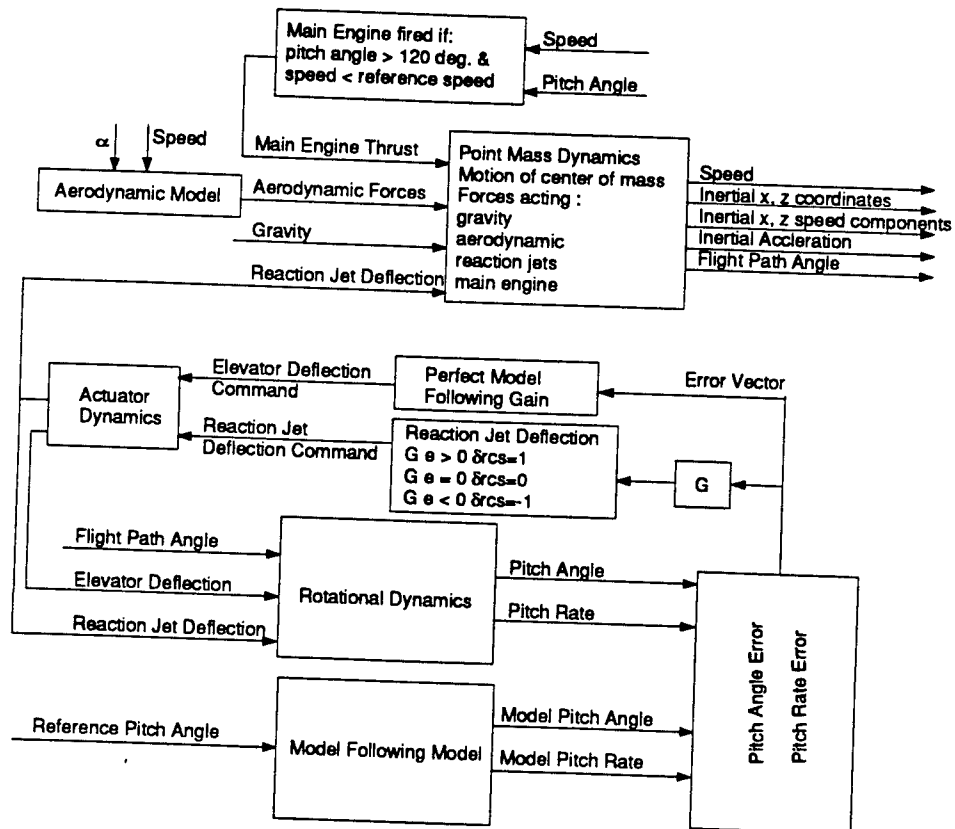 Main Engine fired if:
pitch angle > 120 deg. &
speed < reference speed
Speed
Pitch Angle
α
Speed
Main Engine Thrust
Aerodynamic Model
Aerodynamic Forces
Gravity
Reaction Jet Deflection
Point Mass Dynamics
Motion of center of mass
Forces acting :
gravity
aerodynamic
reaction jets
main engine
Speed
Inertial x, z coordinates
Inertial x, z speed components
Inertial Accleration
Flight Path Angle
Actuator
Dynamics
Elevator Deflection
Command
Perfect Model
Following Gain
Error Vector
Reaction Jet
Deflection Command
Reaction Jet Deflection
G e > 0 δrcs=1
G e = 0 δrcs=0
G e < 0 δrcs=-1
G
Flight Path Angle
Elevator Deflection
Reaction Jet Deflection
Rotational Dynamics
Pitch Angle
Pitch Rate
Reference Pitch Angle
Model Following Model
Model Pitch Angle
Model Pitch Rate
Pitch Angle Error
Pitch Rate Error